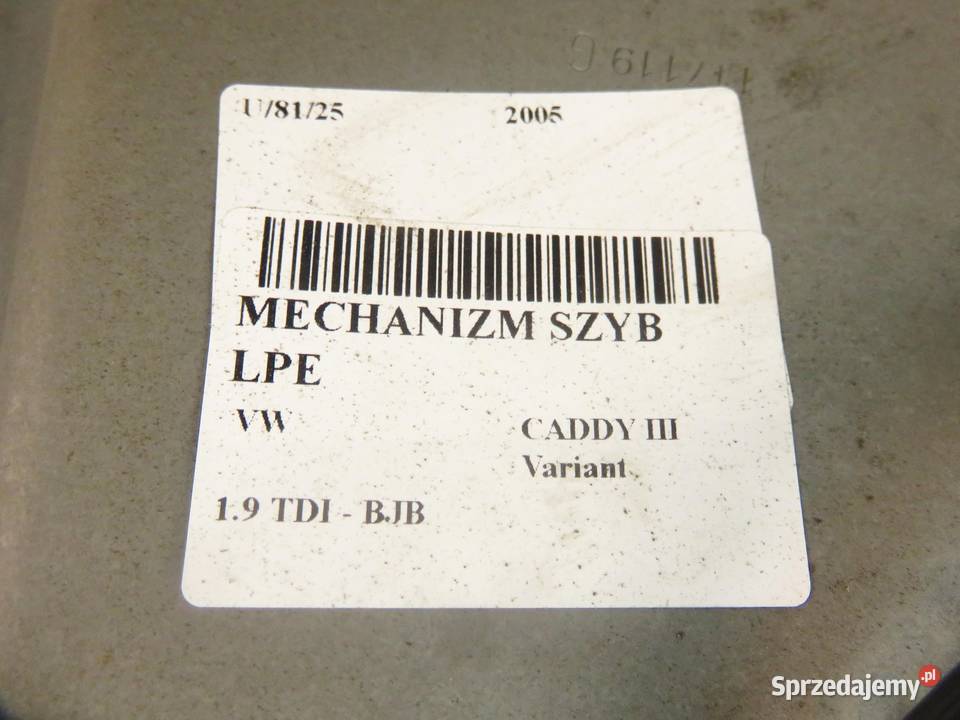 U/81/25 2005
MECHANIZM SZYB
LPE
VW CADDY III
Variant
1.9 TDI - BJB
Sprzedajemy.pl